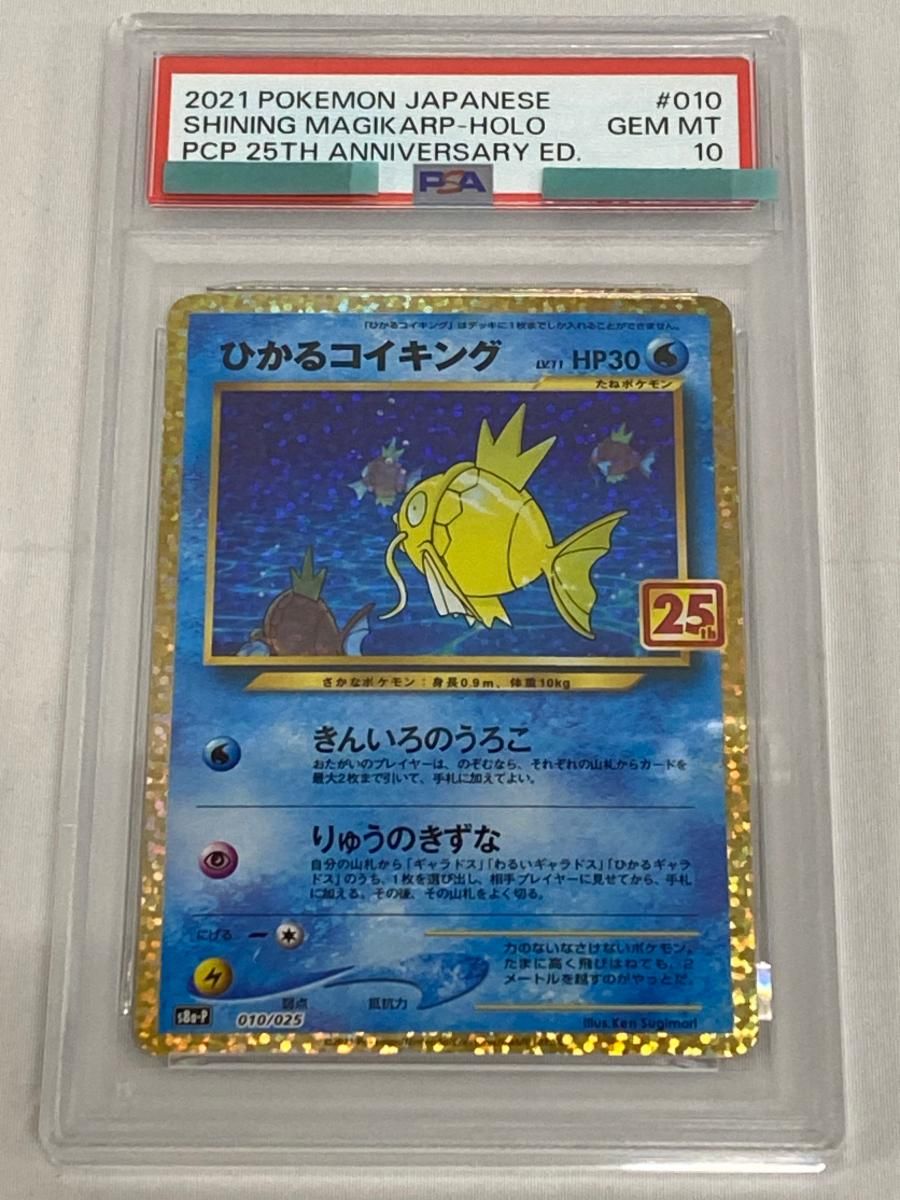 2021 POKEMON JAPANESE #010
SHINING MAGIKARP-HOLO GEM MT
PCP 25TH ANNIVERSARY ED. 10
PSA
「ひかるコイキング」はデッキに1枚までしか入れることができません。
ひかるコイキング LV.11 HP30
たねポケモン
25th
さかなポケモン：身長0.9m、体重10kg
きんいろのうろこ
おたがいのプレイヤーは、のぞむなら、それぞれの山札からカードを
最大2枚まで引いて、手札に加えてよい。
りゅうのきずな
自分の山札から「ギャラドス」「わるいギャラドス」「ひかるギャラ
ドス」のうち、1枚を選び出し、相手プレイヤーに見せてから、手札
に加える。その後、その山札をよく切る。
にげる
力のないなさけないポケモン。
たまに高く飛びはねても、2
メートルを越すのがやっとだ。
弱点 抵抗力
s8a-P 010/025
Illus.Ken Sugimori